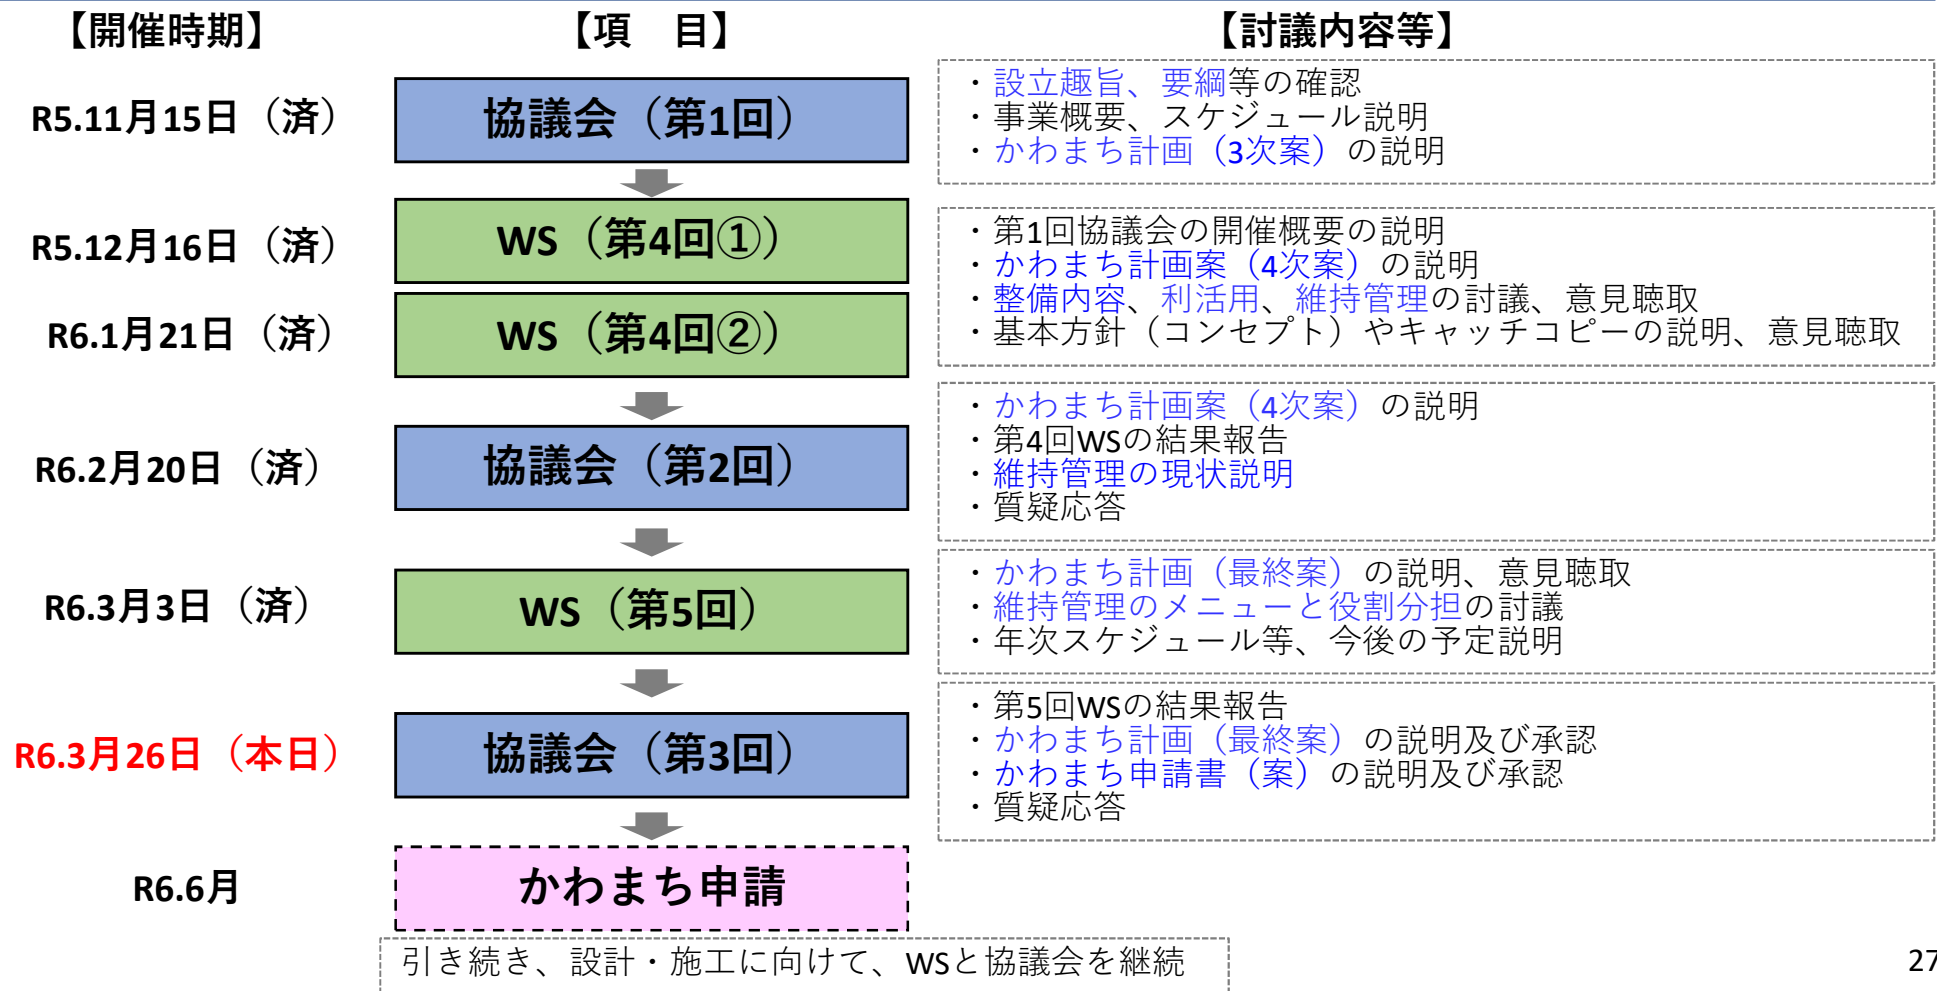 【開催時期】
【項　目】
【討議内容等】
R5.11月15日（済）
協議会（第1回）
・設立趣旨、要綱等の確認
・事業概要、スケジュール説明
・かわまち計画（3次案）の説明
R5.12月16日（済）
WS（第4回①）
R6.1月21日（済）
WS（第4回②）
・第1回協議会の開催概要の説明
・かわまち計画案（4次案）の説明
・整備内容、利活用、維持管理の討議、意見聴取
・基本方針（コンセプト）やキャッチコピーの説明、意見聴取
R6.2月20日（済）
協議会（第2回）
・かわまち計画案（4次案）の説明
・第4回WSの結果報告
・維持管理の現状説明
・質疑応答
R6.3月3日（済）
WS（第5回）
・かわまち計画（最終案）の説明、意見聴取
・維持管理のメニューと役割分担の討議
・年次スケジュール等、今後の予定説明
R6.3月26日（本日）
協議会（第3回）
・第5回WSの結果報告
・かわまち計画（最終案）の説明及び承認
・かわまち申請書（案）の説明及び承認
・質疑応答
R6.6月
かわまち申請
引き続き、設計・施工に向けて、WSと協議会を継続
27